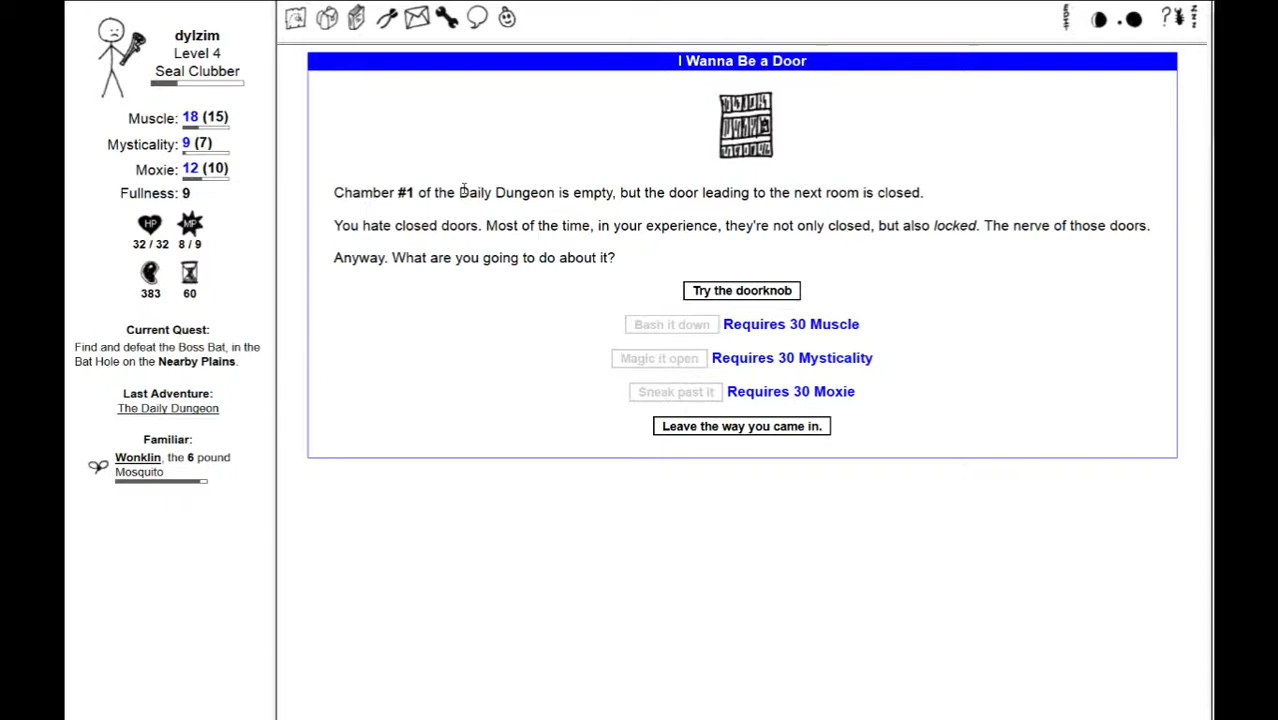 dylzim
Level 4
Seal Clubber
Muscle: 18 (15)
Mysticality: 9 (7)
Moxie: 12 (10)
Fullness: 9
HP MP
32 / 32 8 / 9
383 60
Current Quest:
Find and defeat the Boss Bat, in the
Bat Hole on the Nearby Plains.
Last Adventure:
The Daily Dungeon
Familiar:
Wonklin, the 6 pound
Mosquito
I Wanna Be a Door
Chamber #1 of the Daily Dungeon is empty, but the door leading to the next room is closed.
You hate closed doors. Most of the time, in your experience, they're not only closed, but also locked. The nerve of those doors.
Anyway. What are you going to do about it?
Try the doorknob
Bash it down Requires 30 Muscle
Magic it open Requires 30 Mysticality
Sneak past it Requires 30 Moxie
Leave the way you came in.